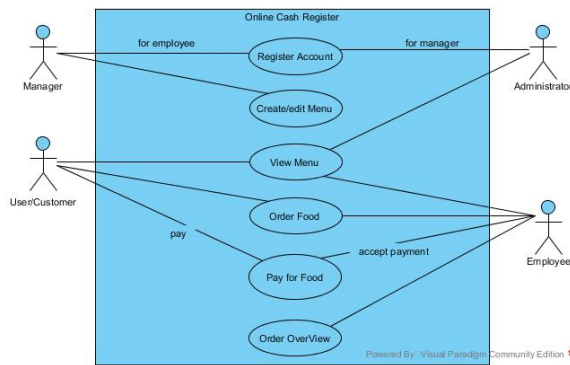 Online Cash Register
for employee
for manager
Register Account
Manager
Administrator
Create/edit Menu
View Menu
User/Customer
Order Food
pay
accept payment
Employee
Pay for Food
Order OverView
Powered By Visual Paradigm Community Edition